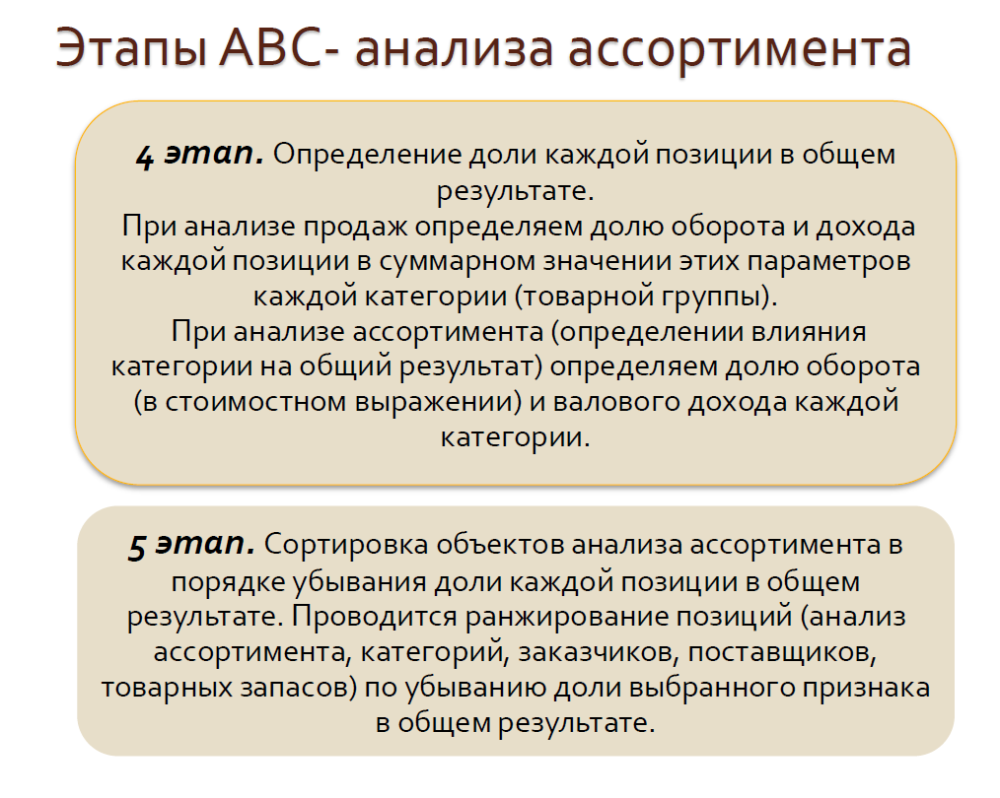 Этапы АВС- анализа ассортимента
4 этап. Определение доли каждой позиции в общем
результате.
При анализе продаж определяем долю оборота и дохода
каждой позиции в суммарном значении этих параметров
каждой категории (товарной группы).
При анализе ассортимента (определении влияния
категории на общий результат) определяем долю оборота
(в стоимостном выражении) и валового дохода каждой
категории.
5 этап. Сортировка объектов анализа ассортимента в
порядке убывания доли каждой позиции в общем
результате. Проводится ранжирование позиций (анализ
ассортимента, категорий, заказчиков, поставщиков,
товарных запасов) по убыванию доли выбранного признака
в общем результате.